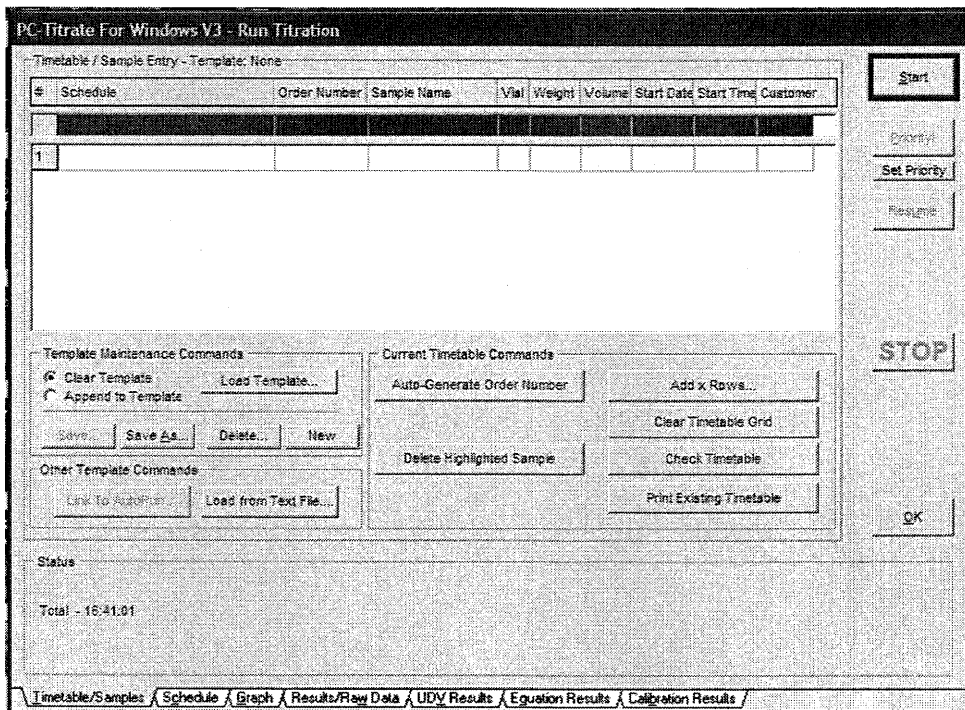 PC-Titrate For Windows V3 - Run Titration
Timetable / Sample Entry - Template: None
# Schedule Order Number Sample Name Vial Weight Volume Start Date Start Time Customer
1
Start
Priority!
Set Priority
Resume
STOP
OK
Template Maintenance Commands
Clear Template
Append to Template
Load Template...
Save... Save As... Delete... New
Other Template Commands
Link To AutoRun... Load from Text File...
Current Timetable Commands
Auto-Generate Order Number
Add x Rows...
Clear Timetable Grid
Delete Highlighted Sample
Check Timetable
Print Existing Timetable
Status
Total - 16:41:01
Timetable/Samples Schedule Graph Results/Raw Data UDV Results Equation Results Calibration Results